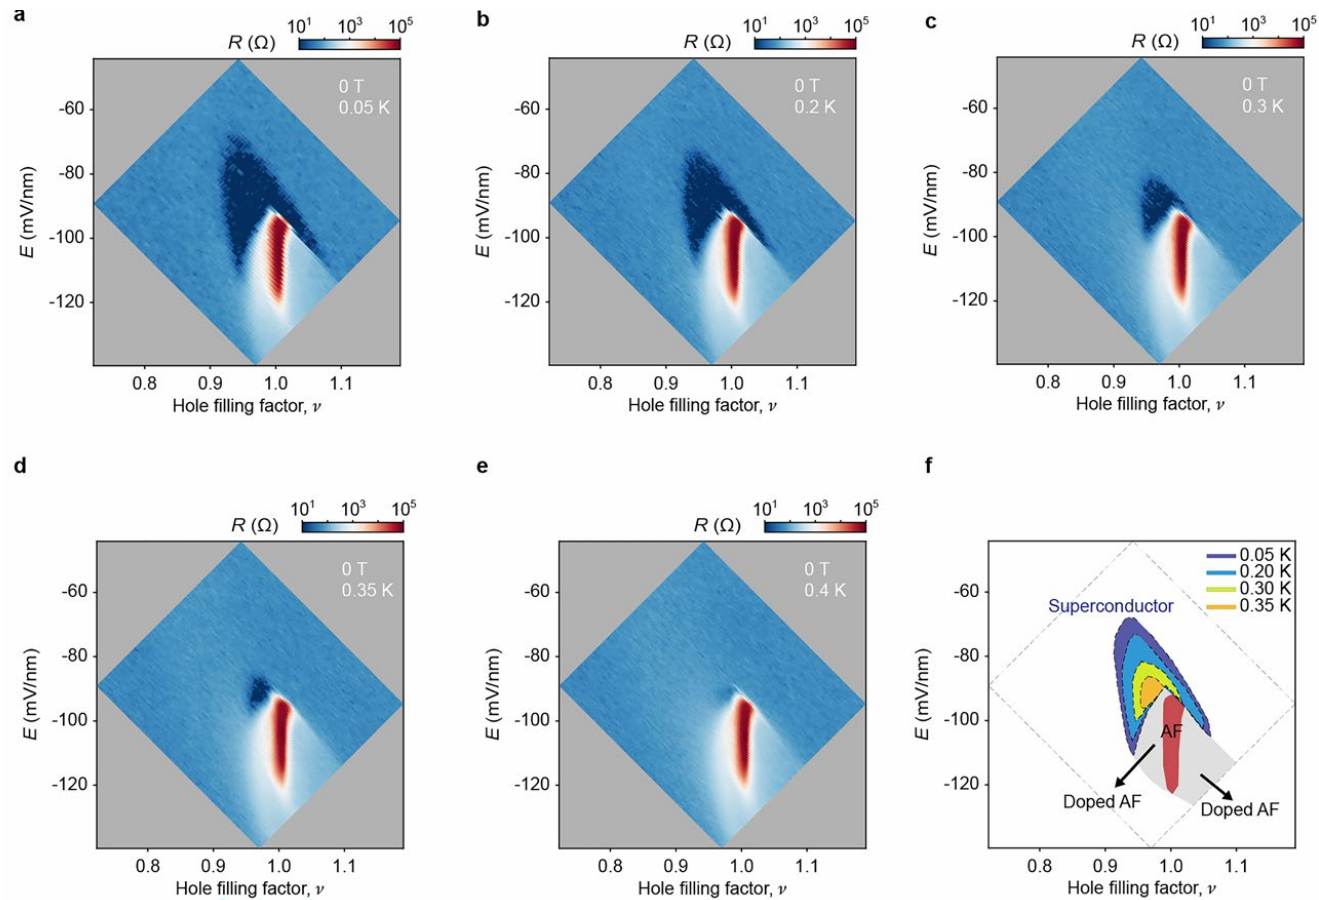 a
R (Ω)
10¹ 10³ 10⁵
0 T
0.05 K
-60
-80
-100
-120
E (mV/nm)
0.8 0.9 1.0 1.1
Hole filling factor, ν
b
R (Ω)
10¹ 10³ 10⁵
0 T
0.2 K
-60
-80
-100
-120
E (mV/nm)
0.8 0.9 1.0 1.1
Hole filling factor, ν
c
R (Ω)
10¹ 10³ 10⁵
0 T
0.3 K
-60
-80
-100
-120
E (mV/nm)
0.8 0.9 1.0 1.1
Hole filling factor, ν
d
R (Ω)
10¹ 10³ 10⁵
0 T
0.35 K
-60
-80
-100
-120
E (mV/nm)
0.8 0.9 1.0 1.1
Hole filling factor, ν
e
R (Ω)
10¹ 10³ 10⁵
0 T
0.4 K
-60
-80
-100
-120
E (mV/nm)
0.8 0.9 1.0 1.1
Hole filling factor, ν
f
0.05 K
0.20 K
0.30 K
0.35 K
Superconductor
AF
Doped AF
Doped AF
-60
-80
-100
-120
E (mV/nm)
0.8 0.9 1.0 1.1
Hole filling factor, ν